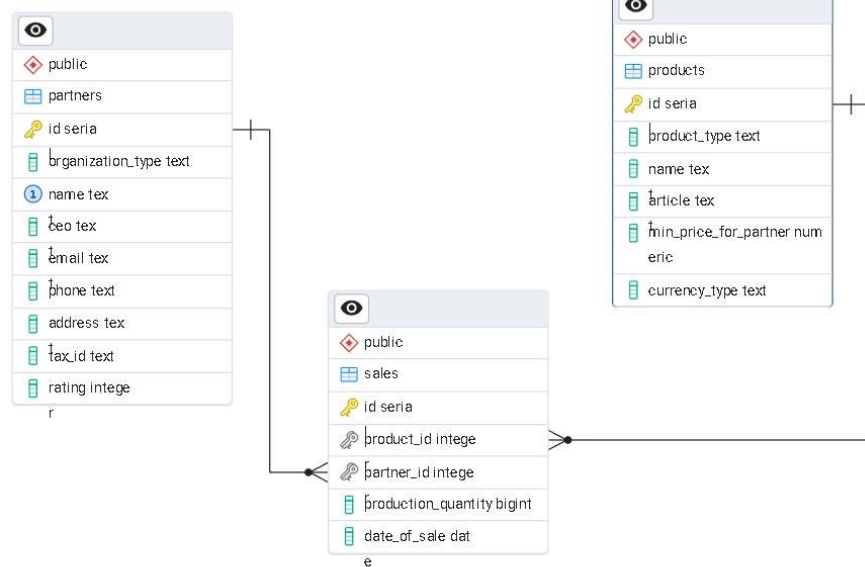 public
partners
id seria
organization_type text
1 name tex
ceo tex
email tex
phone text
address tex
tax_id text
rating intege
r
public
products
id seria
product_type text
name tex
article tex
min_price_for_partner num
eric
currency_type text
public
sales
id seria
product_id intege
partner_id intege
production_quantity bigint
date_of_sale dat
e